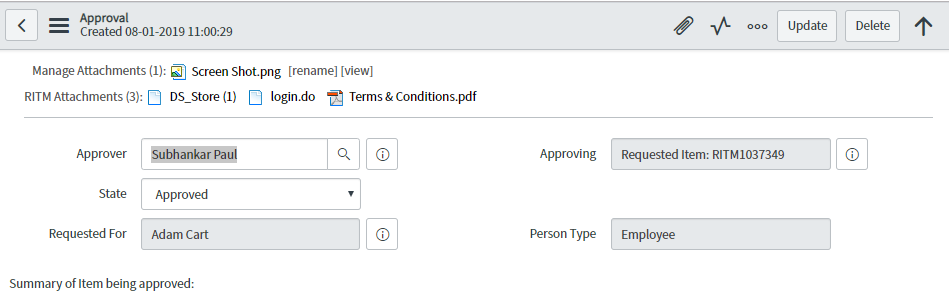 Approval
Created 08-01-2019 11:00:29
Update
Delete
Manage Attachments (1): Screen Shot.png [rename] [view]
RITM Attachments (3): DS_Store (1) login.do Terms & Conditions.pdf
Approver Subhankar Paul Approving Requested Item: RITM1037349
State Approved
Requested For Adam Cart Person Type Employee
Summary of Item being approved: